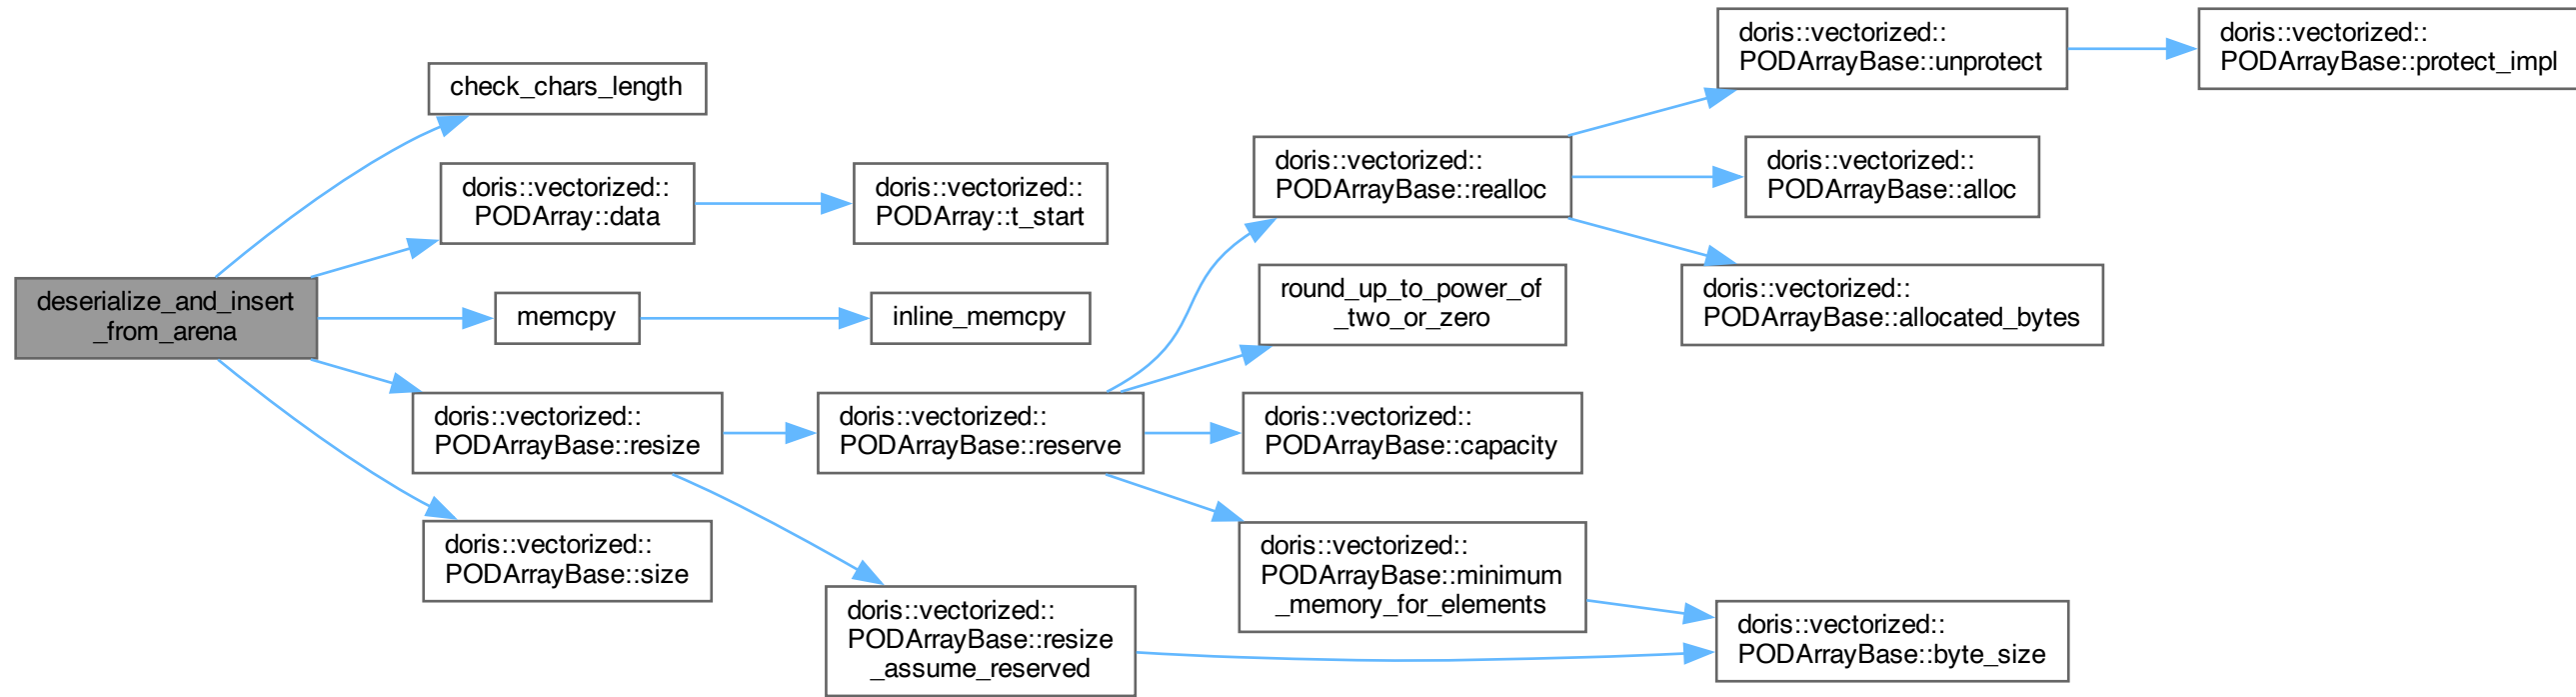 deserialize_and_insert
_from_arena
check_chars_length
doris::vectorized::
PODArray::data
doris::vectorized::
PODArray::t_start
memcpy
inline_memcpy
doris::vectorized::
PODArrayBase::resize
doris::vectorized::
PODArrayBase::reserve
doris::vectorized::
PODArrayBase::realloc
doris::vectorized::
PODArrayBase::unprotect
doris::vectorized::
PODArrayBase::protect_impl
doris::vectorized::
PODArrayBase::alloc
doris::vectorized::
PODArrayBase::allocated_bytes
round_up_to_power_of
_two_or_zero
doris::vectorized::
PODArrayBase::capacity
doris::vectorized::
PODArrayBase::minimum
_memory_for_elements
doris::vectorized::
PODArrayBase::byte_size
doris::vectorized::
PODArrayBase::resize
_assume_reserved
doris::vectorized::
PODArrayBase::size